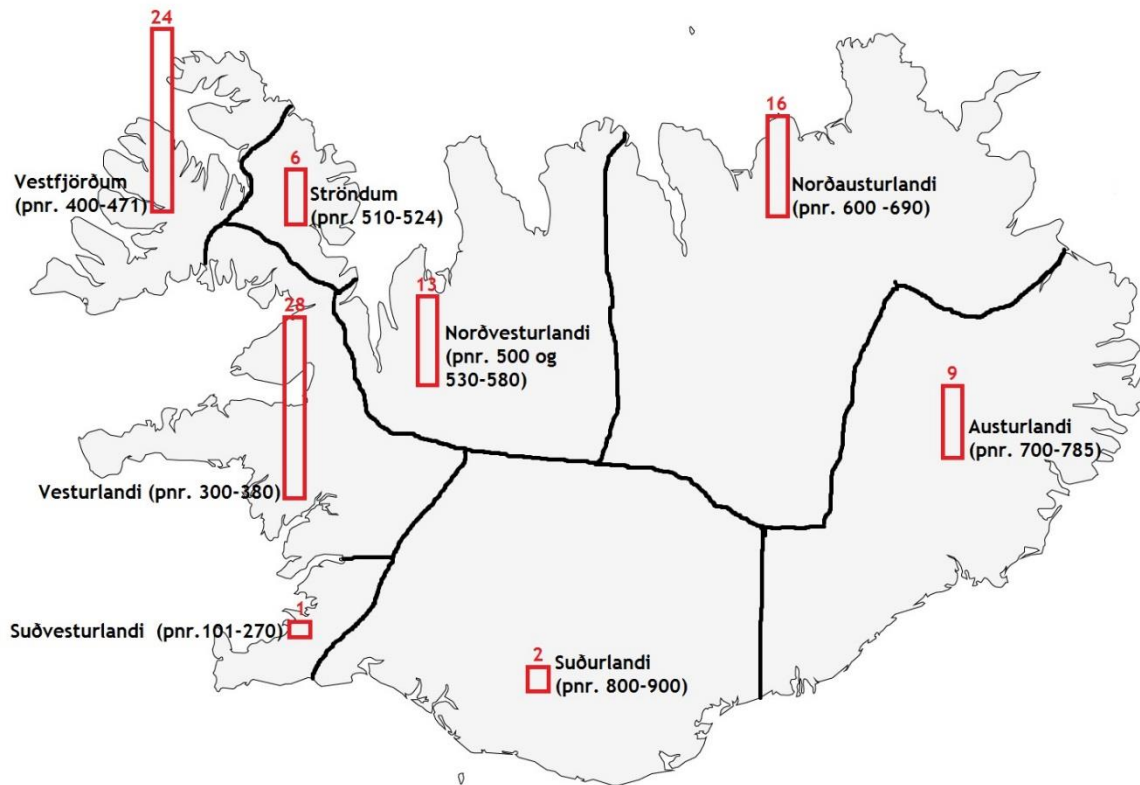 24
Vestfjörðum
(pnr. 400-471)
6
Ströndum
(pnr. 510-524)
16
Norðausturlandi
(pnr. 600 -690)
13
Norðvesturlandi
(pnr. 500 og
530-580)
28
Vesturlandi (pnr. 300-380)
9
Austurlandi
(pnr. 700-785)
1
Suðvesturlandi (pnr.101-270)
2
Suðurlandi
(pnr. 800-900)